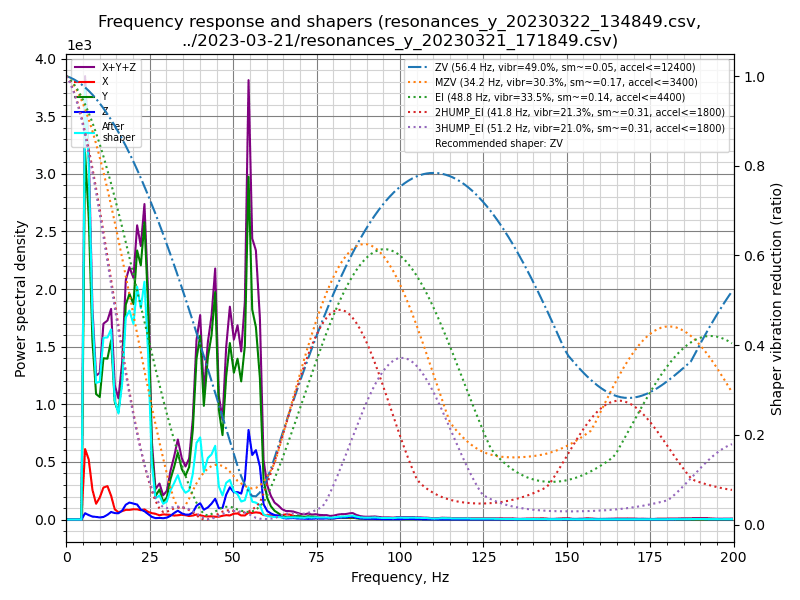 Frequency response and shapers (resonances_y_20230322_134849.csv,
../2023-03-21/resonances_y_20230321_171849.csv)
1e3
4.0
3.5
3.0
2.5
2.0
1.5
1.0
0.5
0.0
Power spectral density
X+Y+Z
X
Y
Z
After
shaper
ZV (56.4 Hz, vibr=49.0%, sm~=0.05, accel<=12400)
MZV (34.2 Hz, vibr=30.3%, sm~=0.17, accel<=3400)
EI (48.8 Hz, vibr=33.5%, sm~=0.14, accel<=4400)
2HUMP_EI (41.8 Hz, vibr=21.3%, sm~=0.31, accel<=1800)
3HUMP_EI (51.2 Hz, vibr=21.0%, sm~=0.31, accel<=1800)
Recommended shaper: ZV
1.0
0.8
0.6
0.4
0.2
0.0
Shaper vibration reduction (ratio)
0 25 50 75 100 125 150 175 200
Frequency, Hz